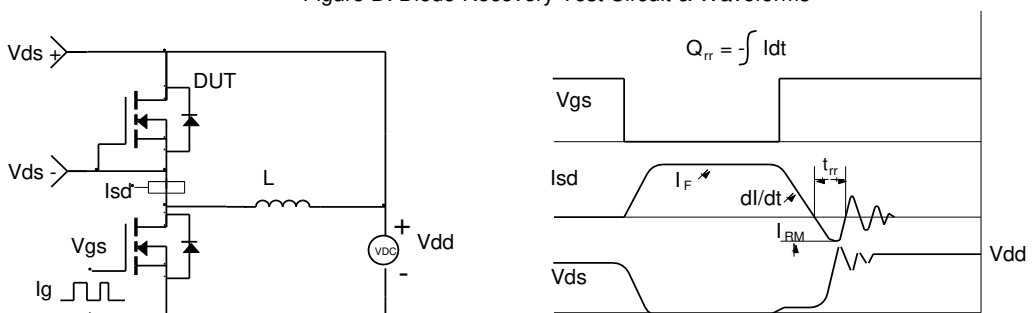 Figure D: Diode Recovery Test Circuit & Waveforms
Vds +
DUT
Vds -
Isd
L
Vgs
VDC
+
Vdd
-
Ig
Qrr = -∫ Idt
Vgs
trr
Isd
IF
dI/dt
IRM
Vdd
Vds